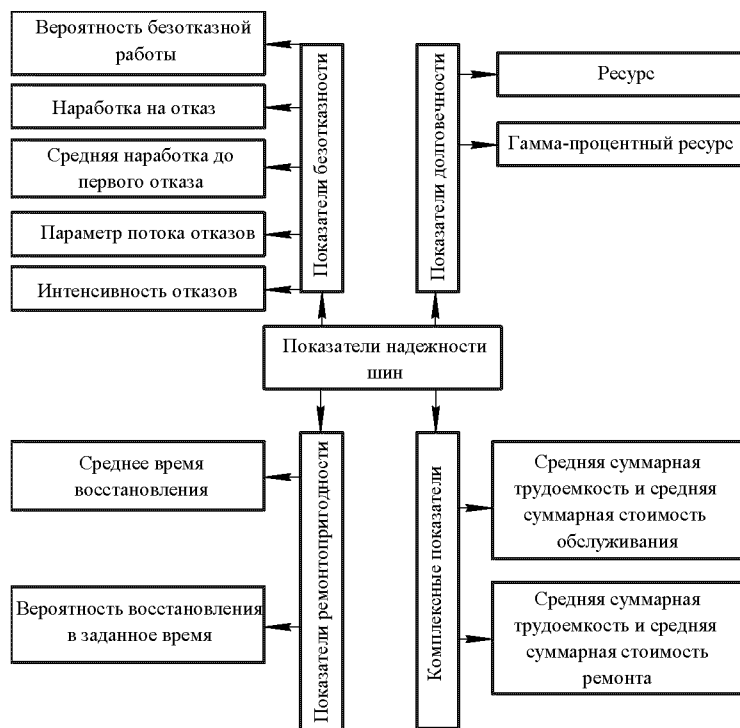 Вероятность безотказной
работы
Наработка на отказ
Средняя наработка до
первого отказа
Параметр потока отказов
Интенсивность отказов
Показатели безотказности
Показатели долговечности
Ресурс
Гамма-процентный ресурс
Показатели надежности
шин
Среднее время
восстановления
Вероятность восстановления
в заданное время
Показатели ремонтопригодности
Комплексные показатели
Средняя суммарная
трудоемкость и средняя
суммарная стоимость
обслуживания
Средняя суммарная
трудоемкость и средняя
суммарная стоимость
ремонта